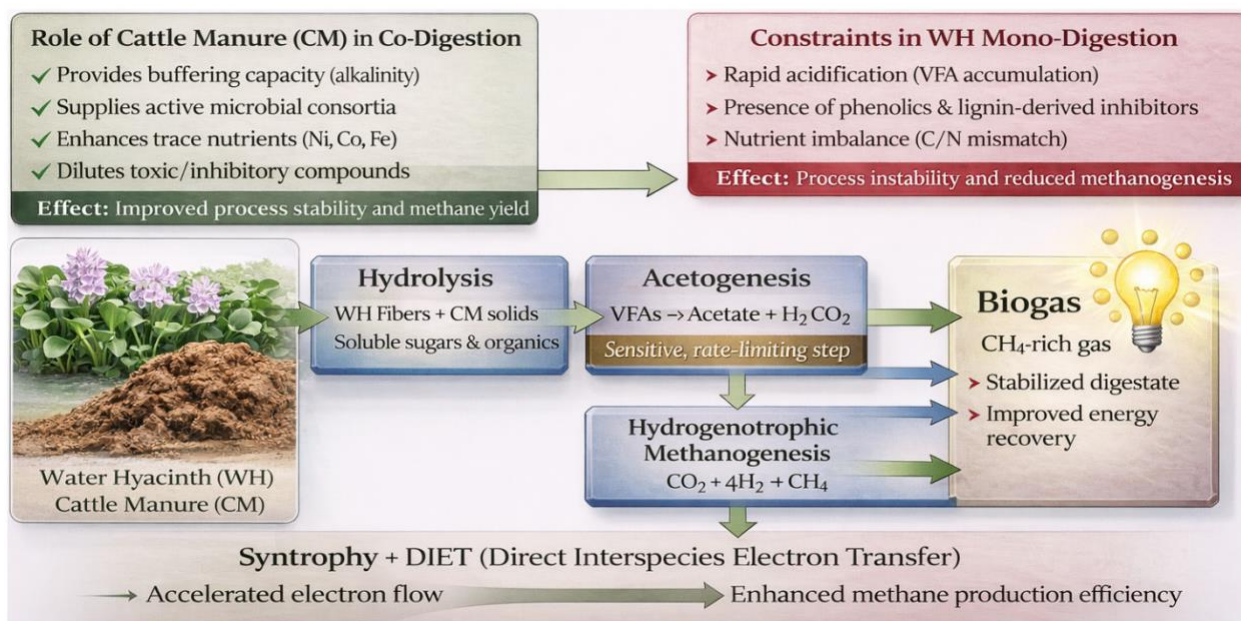 Role of Cattle Manure (CM) in Co-Digestion
✓ Provides buffering capacity (alkalinity)
✓ Supplies active microbial consortia
✓ Enhances trace nutrients (Ni, Co, Fe)
✓ Dilutes toxic/inhibitory compounds
Effect: Improved process stability and methane yield
Constraints in WH Mono-Digestion
➤ Rapid acidification (VFA accumulation)
➤ Presence of phenolics & lignin-derived inhibitors
➤ Nutrient imbalance (C/N mismatch)
Effect: Process instability and reduced methanogenesis
Water Hyacinth (WH)
Cattle Manure (CM)
Hydrolysis
WH Fibers + CM solids
Soluble sugars & organics
Acetogenesis
VFAs → Acetate + H₂ CO₂
Sensitive, rate-limiting step
Hydrogenotrophic
Methanogenesis
CO₂ + 4H₂ + CH₄
Biogas
CH₄-rich gas
➤ Stabilized digestate
➤ Improved energy
recovery
Syntrophy + DIET (Direct Interspecies Electron Transfer)
→ Accelerated electron flow → Enhanced methane production efficiency